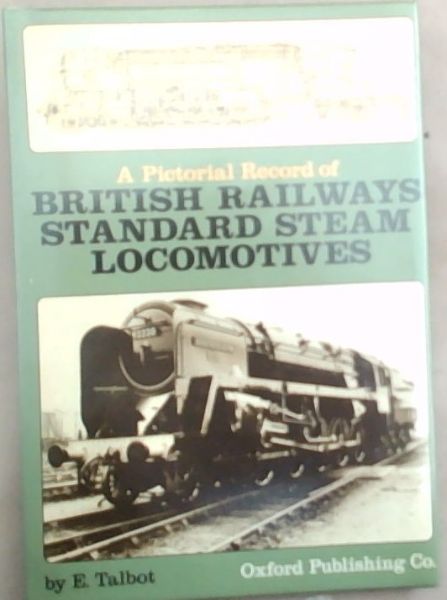 A Pictorial Record of
BRITISH RAILWAYS
STANDARD STEAM
LOCOMOTIVES
by E. Talbot
Oxford Publishing Co.